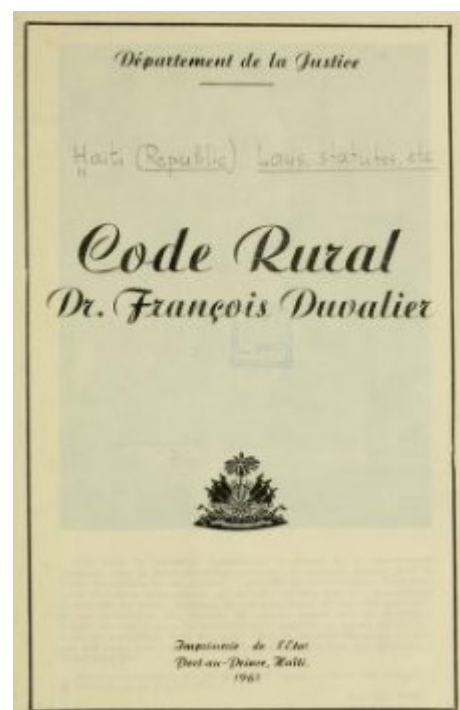 Département de la Justice
Haiti (Republic) Laws, statutes, etc
Code Rural
Dr. François Duvalier
Imprimerie de l'Etat
Port-au-Prince, Haïti.